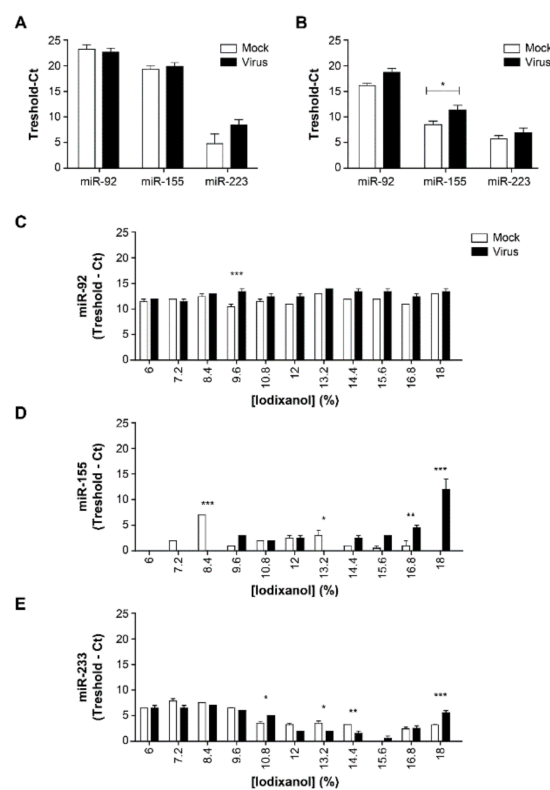 A
B
Mock
Virus
Mock
Virus
25
20
15
10
5
0
Treshold-Ct
miR-92 miR-155 miR-223
25
20
15
10
5
0
Treshold-Ct
*
miR-92 miR-155 miR-223
C
Mock
Virus
miR-92
(Treshold - Ct)
25
20
15
10
5
0
***
6 7.2 8.4 9.6 10.8 12 13.2 14.4 15.6 16.8 18
[Iodixanol] (%)
D
miR-155
(Treshold - Ct)
25
20
15
10
5
0
*** * ** ***
6 7.2 8.4 9.6 10.8 12 13.2 14.4 15.6 16.8 18
[Iodixanol] (%)
E
miR-233
(Treshold - Ct)
25
20
15
10
5
0
* * ** ***
6 7.2 8.4 9.6 10.8 12 13.2 14.4 15.6 16.8 18
[Iodixanol] (%)